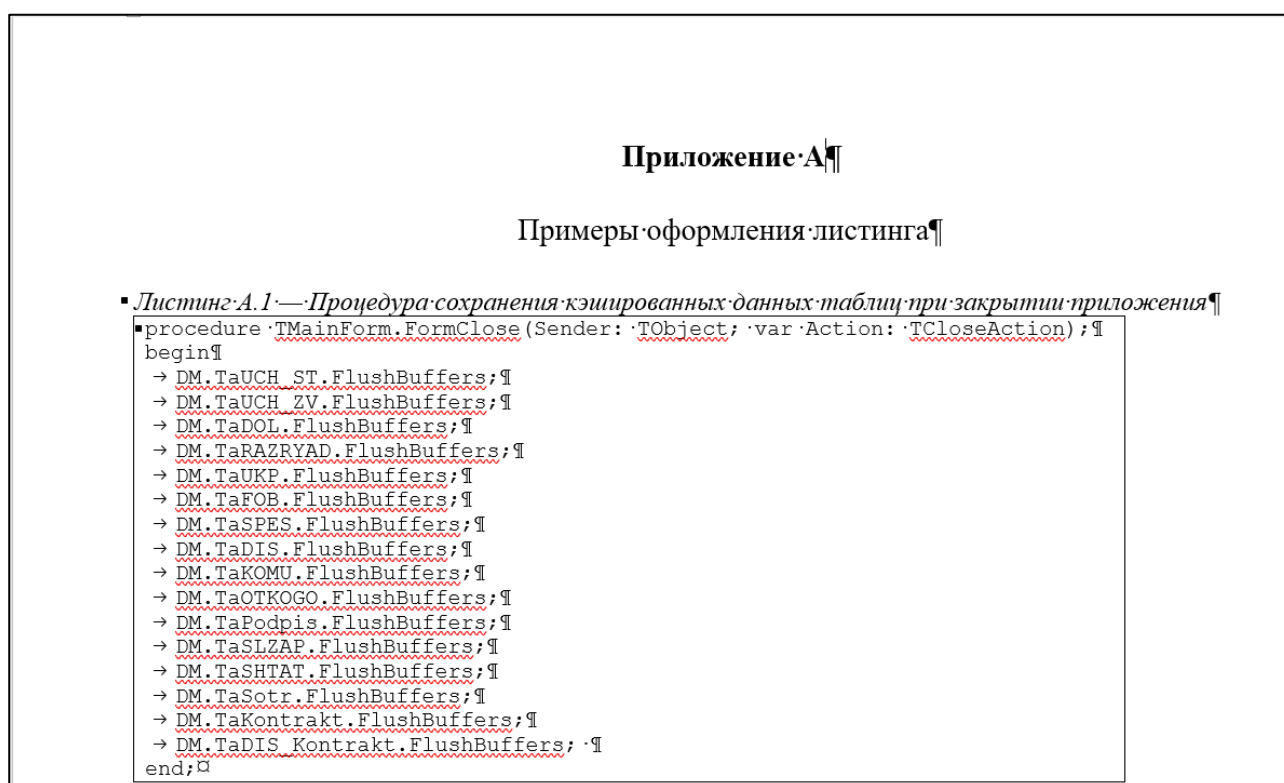 Приложение А
Примеры оформления листинга
Листинг А.1 — Процедура сохранения кэшированных данных таблиц при закрытии приложения
procedure TMainForm.FormClose(Sender: TObject; var Action: TCloseAction);
begin
DM.TaUCH_ST.FlushBuffers;
DM.TaUCH_ZV.FlushBuffers;
DM.TaDOL.FlushBuffers;
DM.TaRAZRYAD.FlushBuffers;
DM.TaUKP.FlushBuffers;
DM.TaFOB.FlushBuffers;
DM.TaSPES.FlushBuffers;
DM.TaDIS.FlushBuffers;
DM.TaKOMU.FlushBuffers;
DM.TaOTKOGO.FlushBuffers;
DM.TaPodpis.FlushBuffers;
DM.TaSLZAP.FlushBuffers;
DM.TaSHTAT.FlushBuffers;
DM.TaSotr.FlushBuffers;
DM.TaKontrakt.FlushBuffers;
DM.TaDIS_Kontrakt.FlushBuffers;
end;